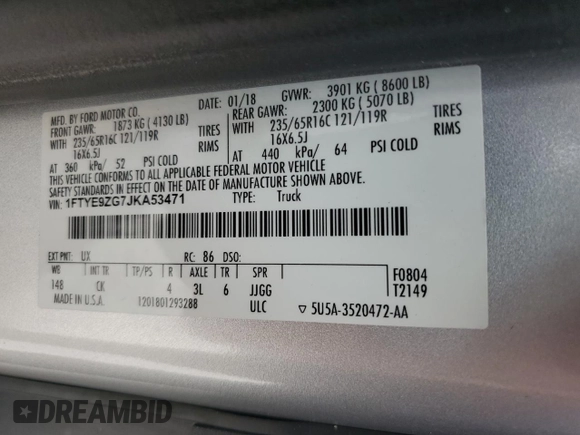 MFD. BY FORD MOTOR CO.
DATE: 01/18 GVWR: 3901 KG ( 8600 LB)
FRONT GAWR: 1873 KG ( 4130 LB) REAR GAWR: 2300 KG ( 5070 LB)
WITH 235/65R16C 121/119R TIRES WITH 235/65R16C 121/119R TIRES
16X6.5J RIMS 16X6.5J RIMS
AT 360 kPa/ 52 PSI COLD AT 440 kPa/ 64 PSI COLD
THIS VEHICLE CONFORMS TO ALL APPLICABLE FEDERAL MOTOR VEHICLE
SAFETY STANDARDS IN EFFECT ON THE DATE OF MANUFACTURE SHOWN ABOVE.
VIN: 1FTYE9ZG7JKA53471 TYPE: Truck
EXT PNT: UX RC: 86 DSO:
WB INT TR TP/PS R AXLE TR SPR F0804
148 CK 4 3L 6 JJGG T2149
MADE IN U.S.A. 1201801293288 ULC ▽ 5U5A-3520472-AA
DREAMBID